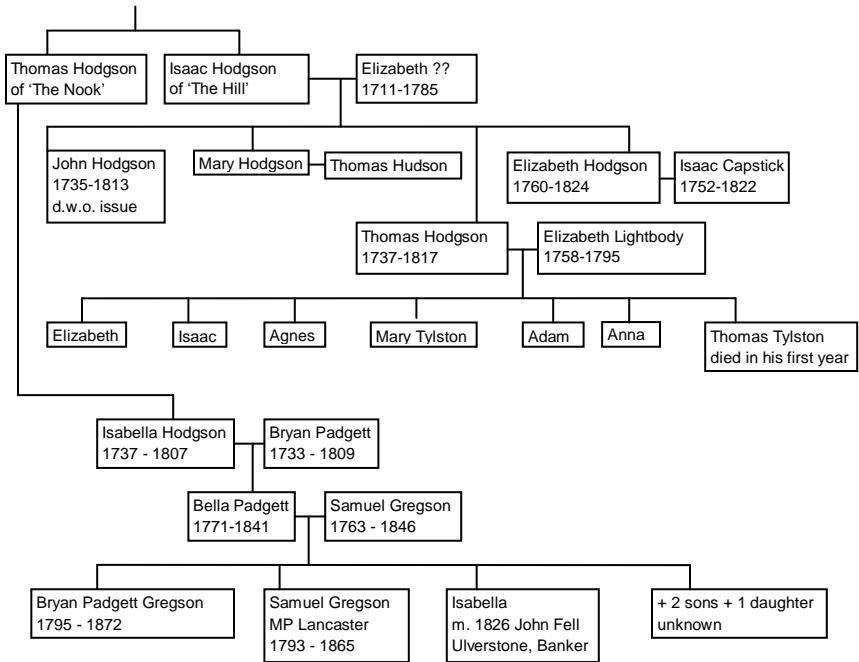 Thomas Hodgson
of 'The Nook'
Isaac Hodgson
of 'The Hill'
Elizabeth ??
1711-1785
John Hodgson
1735-1813
d.w.o. issue
Mary Hodgson
Thomas Hudson
Elizabeth Hodgson
1760-1824
Isaac Capstick
1752-1822
Thomas Hodgson
1737-1817
Elizabeth Lightbody
1758-1795
Elizabeth
Isaac
Agnes
Mary Tylston
Adam
Anna
Thomas Tylston
died in his first year
Isabella Hodgson
1737 - 1807
Bryan Padgett
1733 - 1809
Bella Padgett
1771-1841
Samuel Gregson
1763 - 1846
Bryan Padgett Gregson
1795 - 1872
Samuel Gregson
MP Lancaster
1793 - 1865
Isabella
m. 1826 John Fell
Ulverstone, Banker
+ 2 sons + 1 daughter
unknown